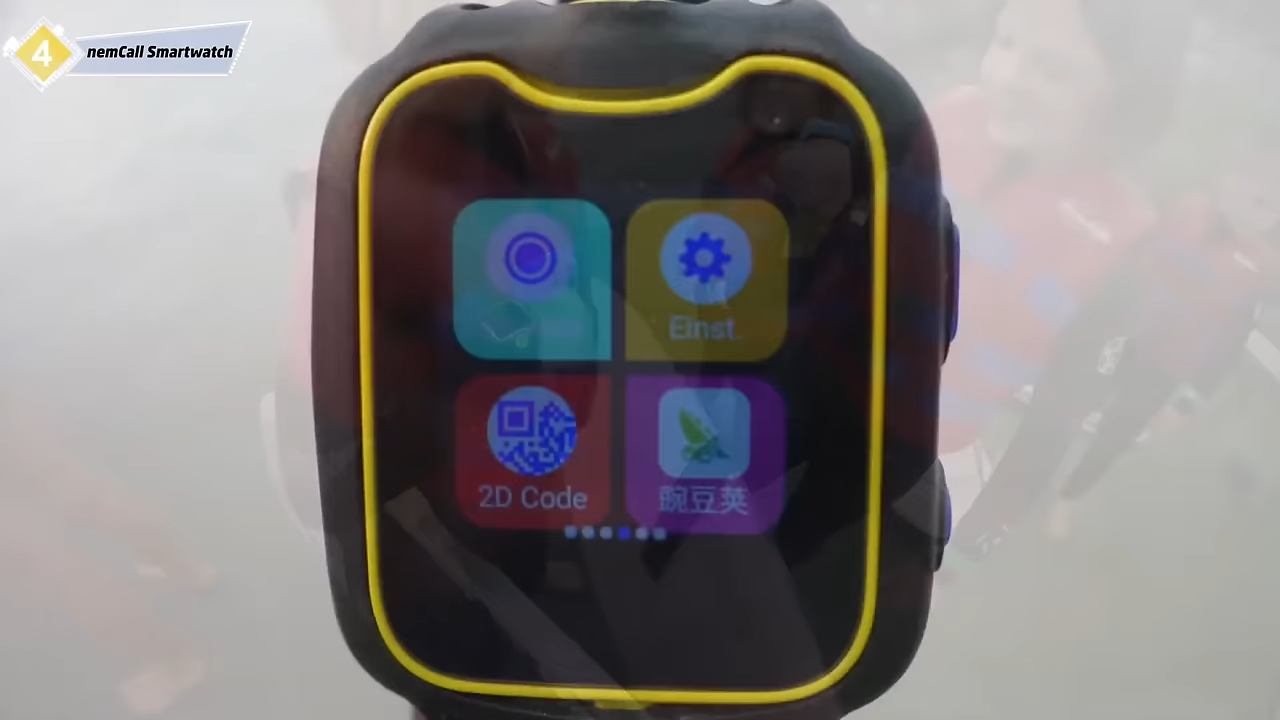 4
nemCall Smartwatch
Einst.
2D Code
豌豆荚